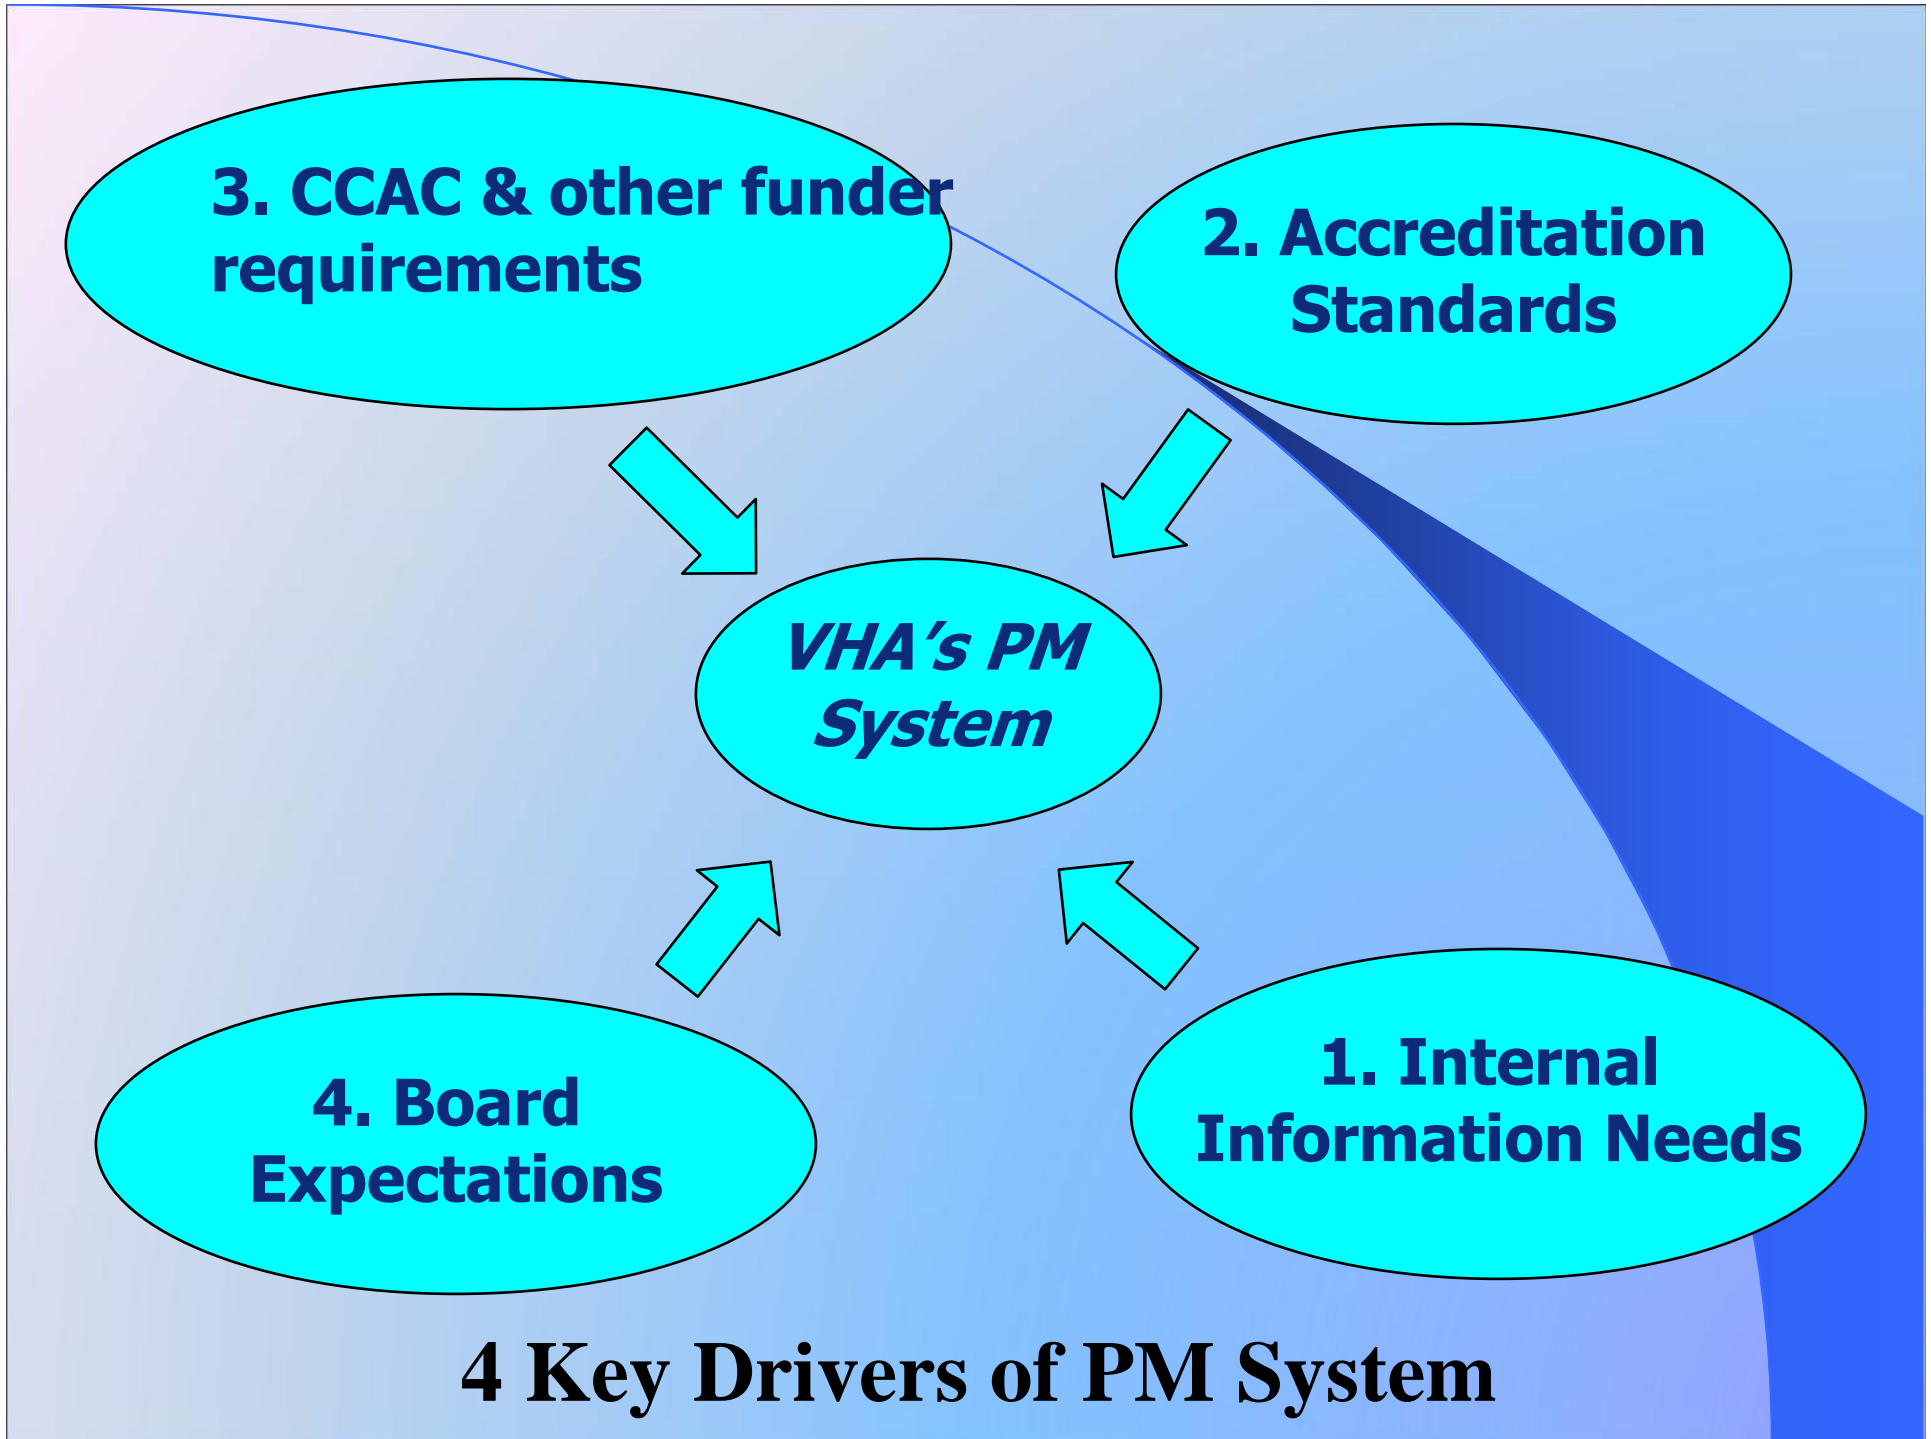 3. CCAC & other funder
requirements
2. Accreditation
Standards
VHA’s PM
System
4. Board
Expectations
1. Internal
Information Needs
4 Key Drivers of PM System